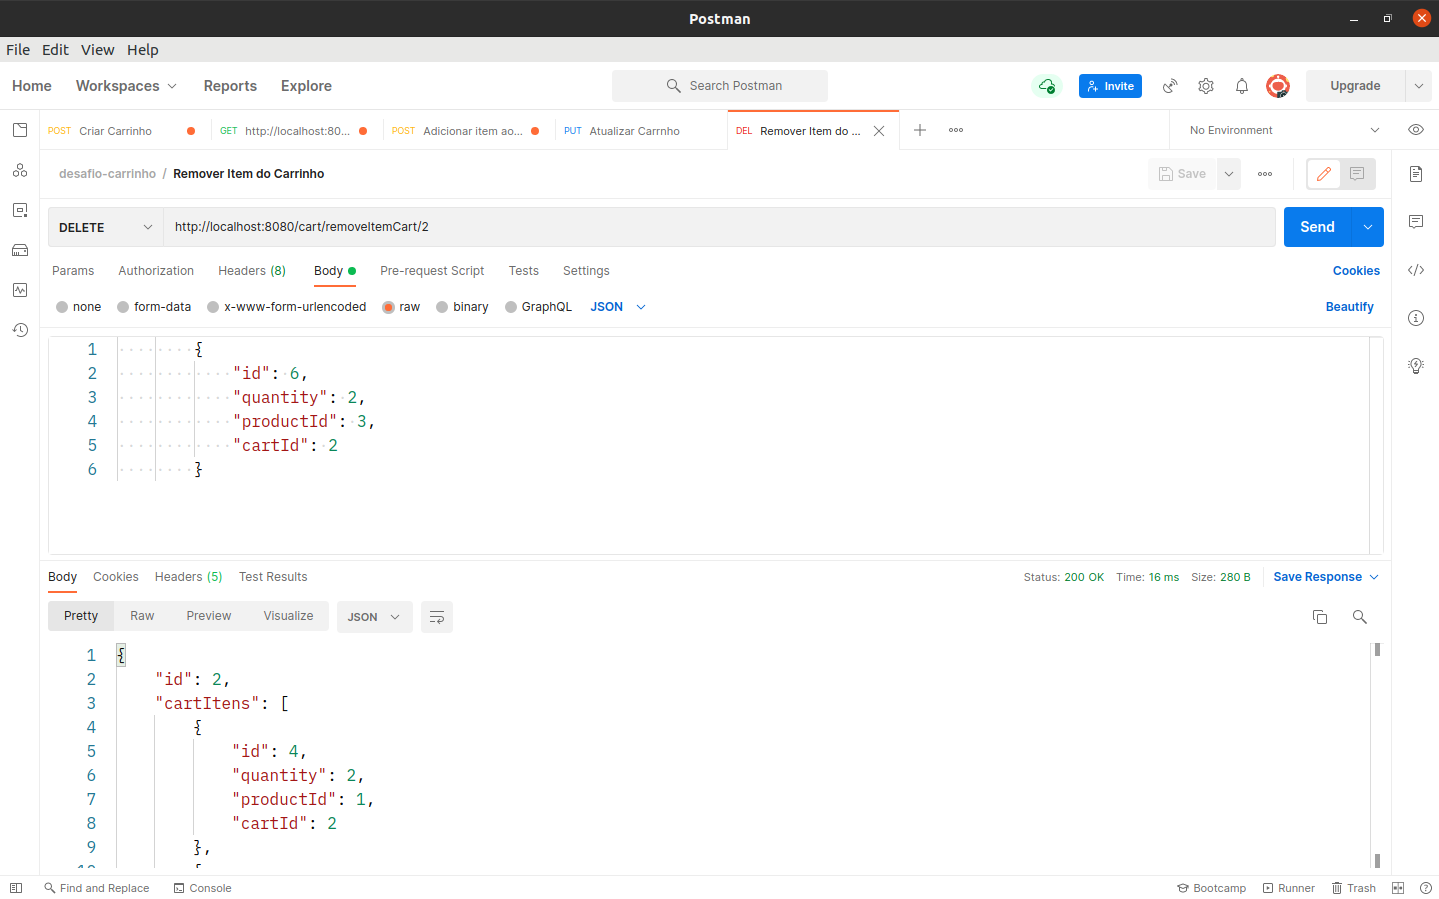 Postman
File Edit View Help
Home Workspaces Reports Explore Search Postman Invite Upgrade
POST Criar Carrinho GET http://localhost:80... POST Adicionar item ao... PUT Atualizar Carrnho DEL Remover Item do ... No Environment
desafio-carrinho / Remover Item do Carrinho Save
DELETE http://localhost:8080/cart/removeItemCart/2 Send
Params Authorization Headers (8) Body Pre-request Script Tests Settings Cookies
none form-data x-www-form-urlencoded raw binary GraphQL JSON Beautify
1 {
2 "id": 6,
3 "quantity": 2,
4 "productId": 3,
5 "cartId": 2
6 }
Body Cookies Headers (5) Test Results Status: 200 OK Time: 16 ms Size: 280 B Save Response
Pretty Raw Preview Visualize JSON
1 {
2 "id": 2,
3 "cartItens": [
4 {
5 "id": 4,
6 "quantity": 2,
7 "productId": 1,
8 "cartId": 2
9 },
Find and Replace Console Bootcamp Runner Trash